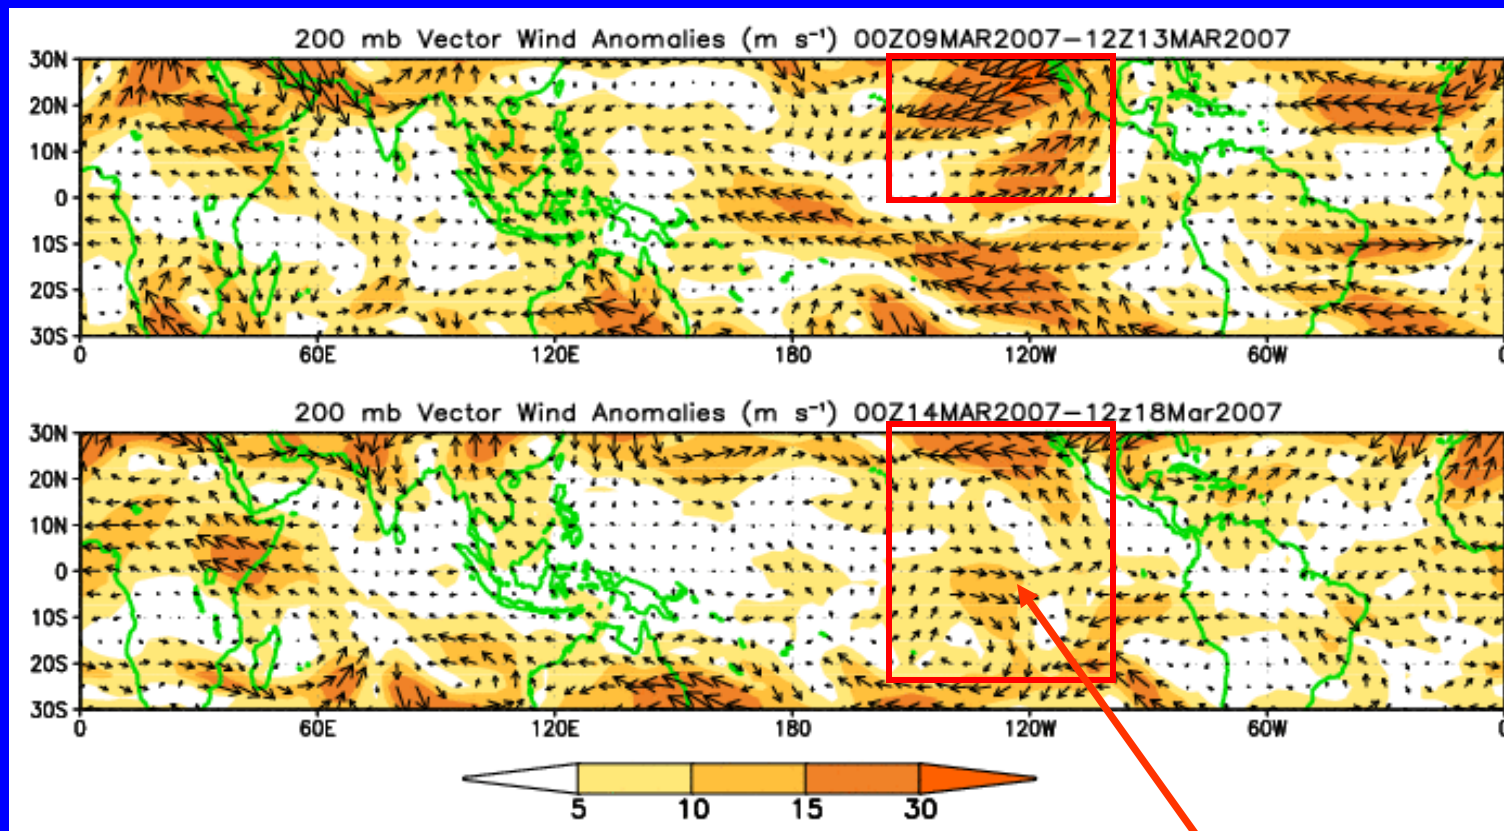 200 mb Vector Wind Anomalies (m s⁻¹) 00Z09MAR2007-12Z13MAR2007
30N
20N
10N
0
10S
20S
30S
0 60E 120E 180 120W 60W 0
200 mb Vector Wind Anomalies (m s⁻¹) 00Z14MAR2007-12z18Mar2007
30N
20N
10N
0
10S
20S
30S
0 60E 120E 180 120W 60W 0
5 10 15 30